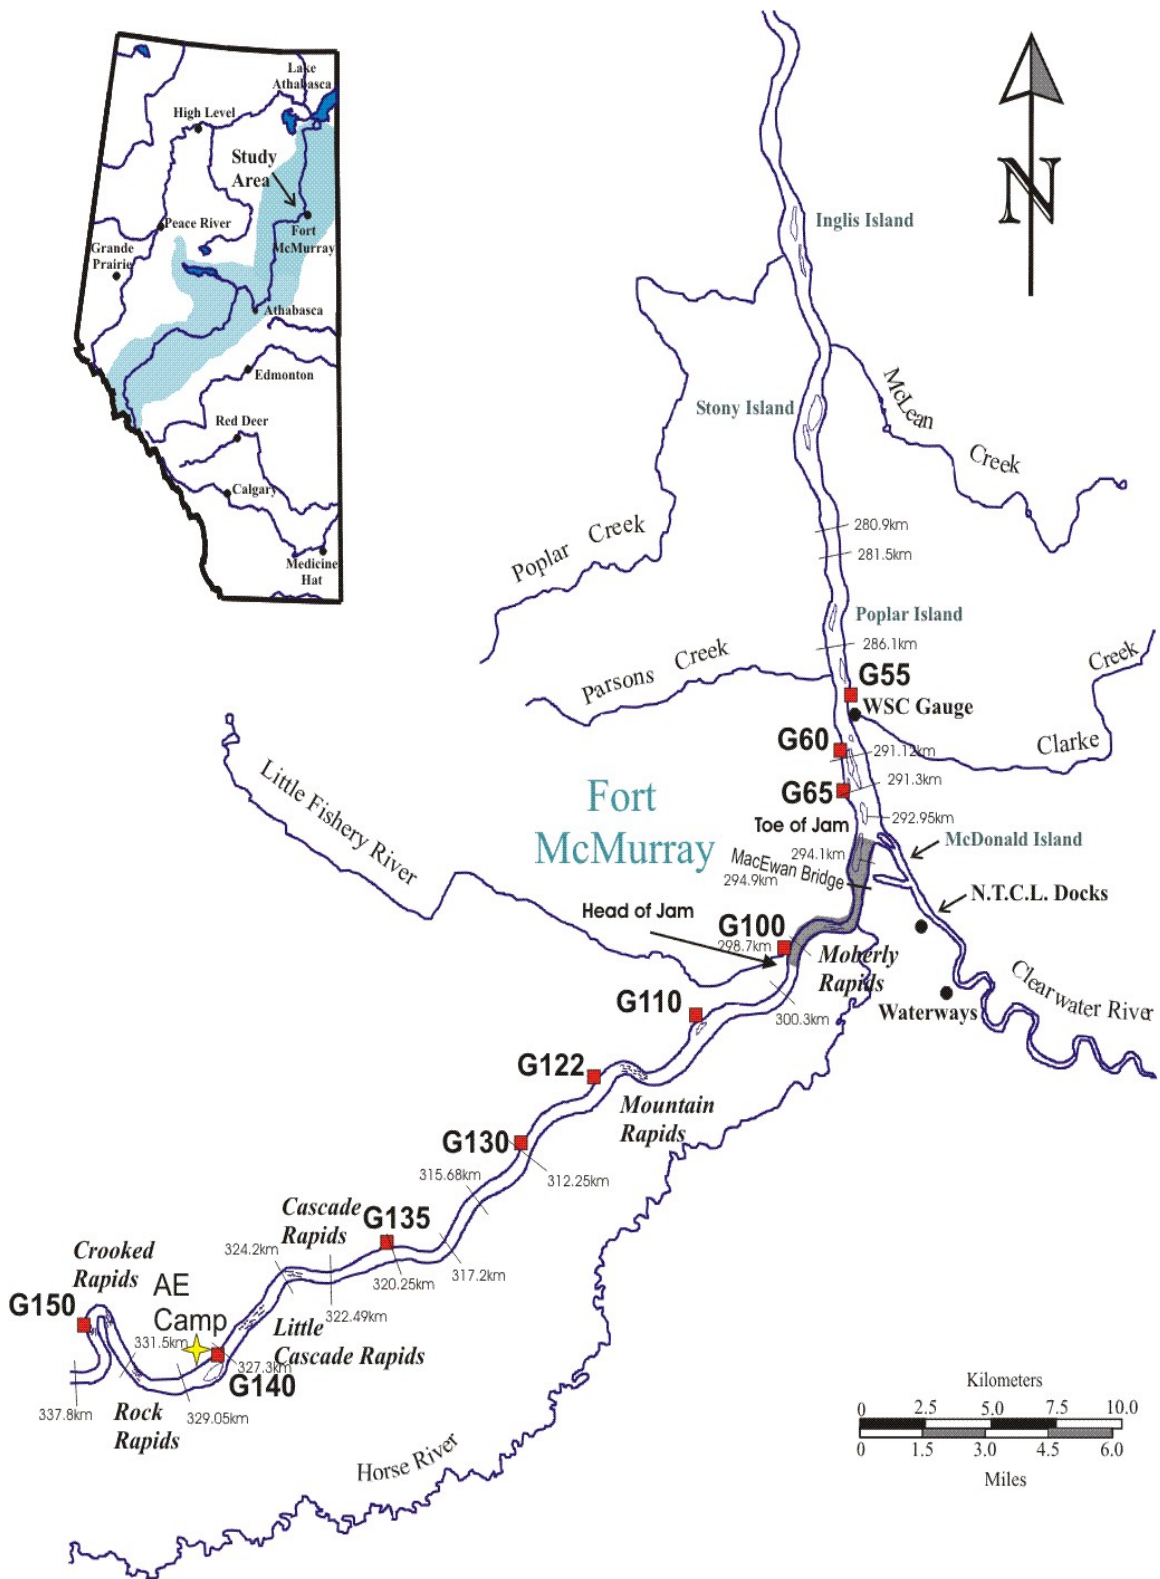 Lake
Athabasca
High Level
Study
Area
Peace River
Fort
McMurray
Grande
Prairie
Athabasca
Edmonton
Red Deer
Calgary
Medicine
Hat
N
Inglis Island
McLean
Creek
Stony Island
280.9km
281.5km
Poplar Creek
Poplar Island
286.1km
Creek
Parsons Creek
G55
WSC Gauge
Clarke
G60
291.12km
G65
291.3km
Little Fishery River
Fort
McMurray
292.95km
Toe of Jam
McDonald Island
294.1km
MacEwan Bridge
294.9km
N.T.C.L. Docks
Head of Jam
G100
298.7km
Moberly
Rapids
Clearwater River
G110
Waterways
300.3km
G122
Mountain
Rapids
G130
315.68km
312.25km
Cascade
Rapids
G135
324.2km
317.2km
320.25km
322.49km
Crooked
Rapids
AE
Camp
G150
331.5km
Little
Cascade Rapids
327.3km
G140
337.8km
329.05km
Rock
Rapids
Horse River
Kilometers
0 2.5 5.0 7.5 10.0
0 1.5 3.0 4.5 6.0
Miles